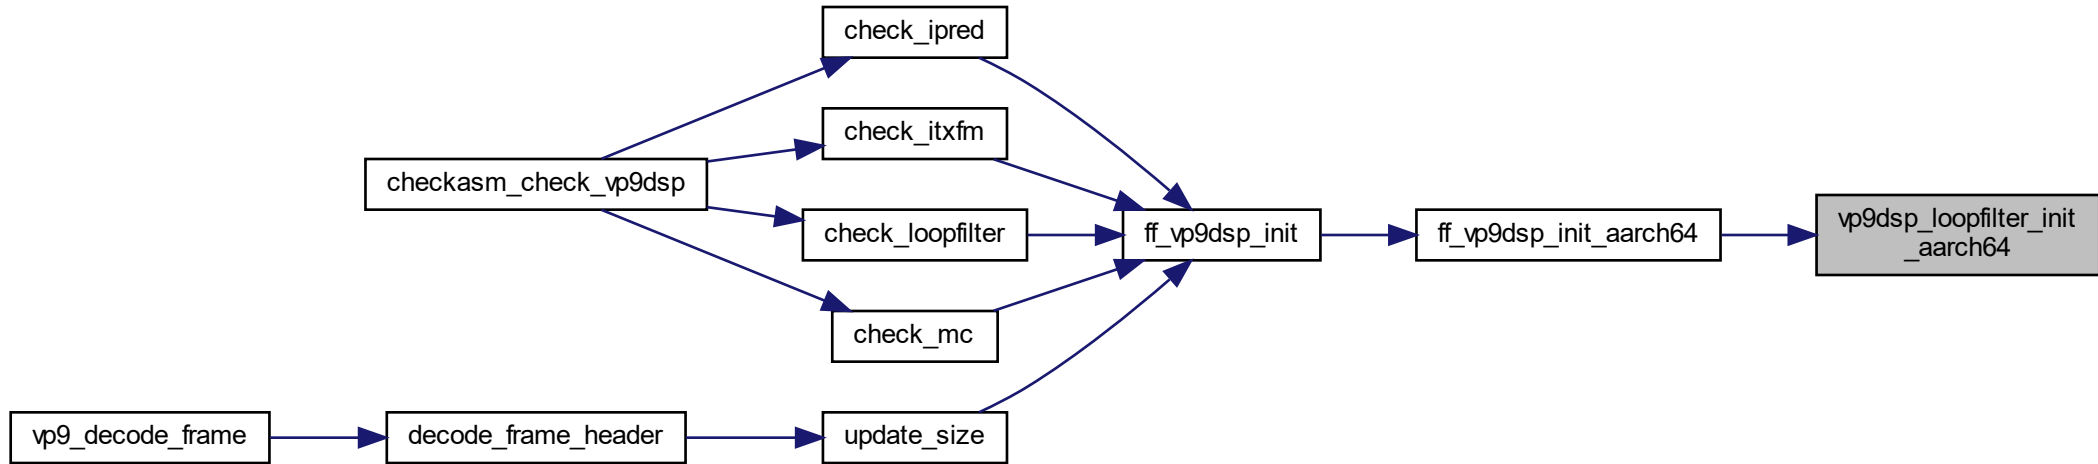 check_ipred
check_itxfm
checkasm_check_vp9dsp
check_loopfilter
ff_vp9dsp_init
ff_vp9dsp_init_aarch64
vp9dsp_loopfilter_init
_aarch64
check_mc
vp9_decode_frame
decode_frame_header
update_size